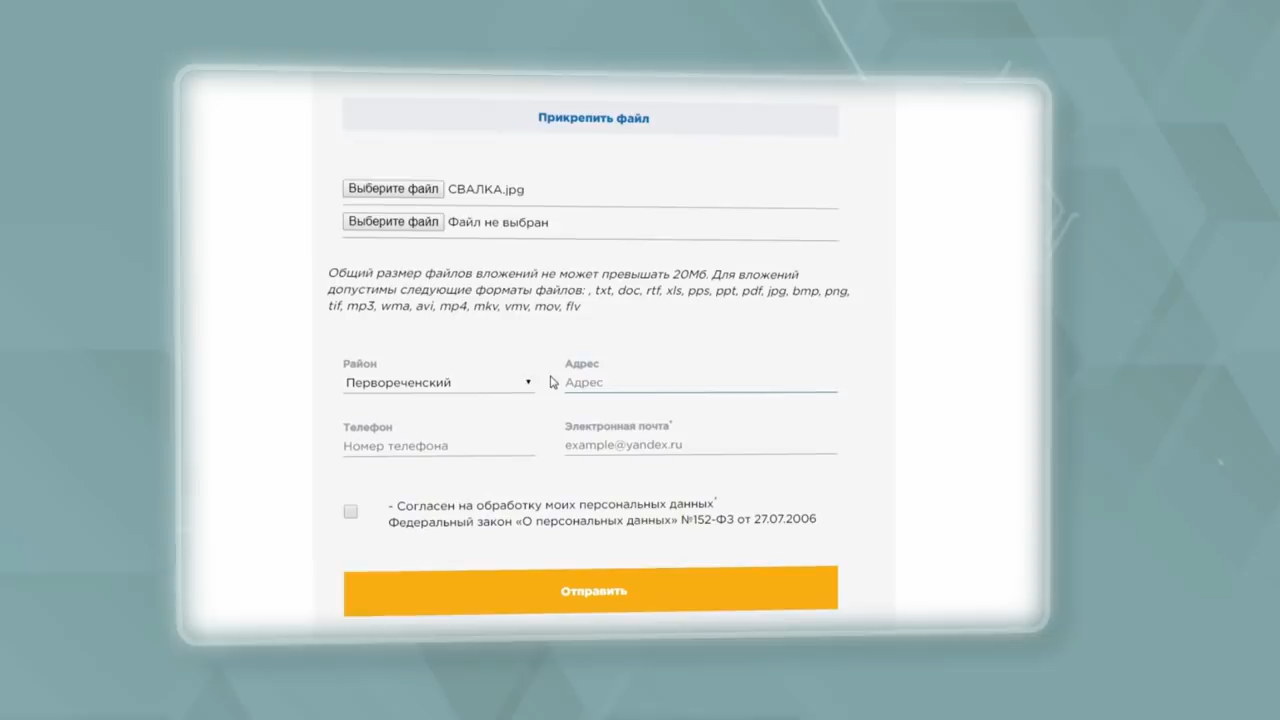 Прикрепить файл
Выберите файл СВАЛКА.jpg
Выберите файл Файл не выбран
Общий размер файлов вложений не может превышать 20Мб. Для вложений
допустимы следующие форматы файлов: , txt, doc, rtf, xls, pps, ppt, pdf, jpg, bmp, png,
tif, mp3, wma, avi, mp4, mkv, vmv, mov, flv
Район Адрес
Первореченский Адрес
Телефон Электронная почта*
Номер телефона example@yandex.ru
- Согласен на обработку моих персональных данных*
Федеральный закон «О персональных данных» №152-ФЗ от 27.07.2006
Отправить